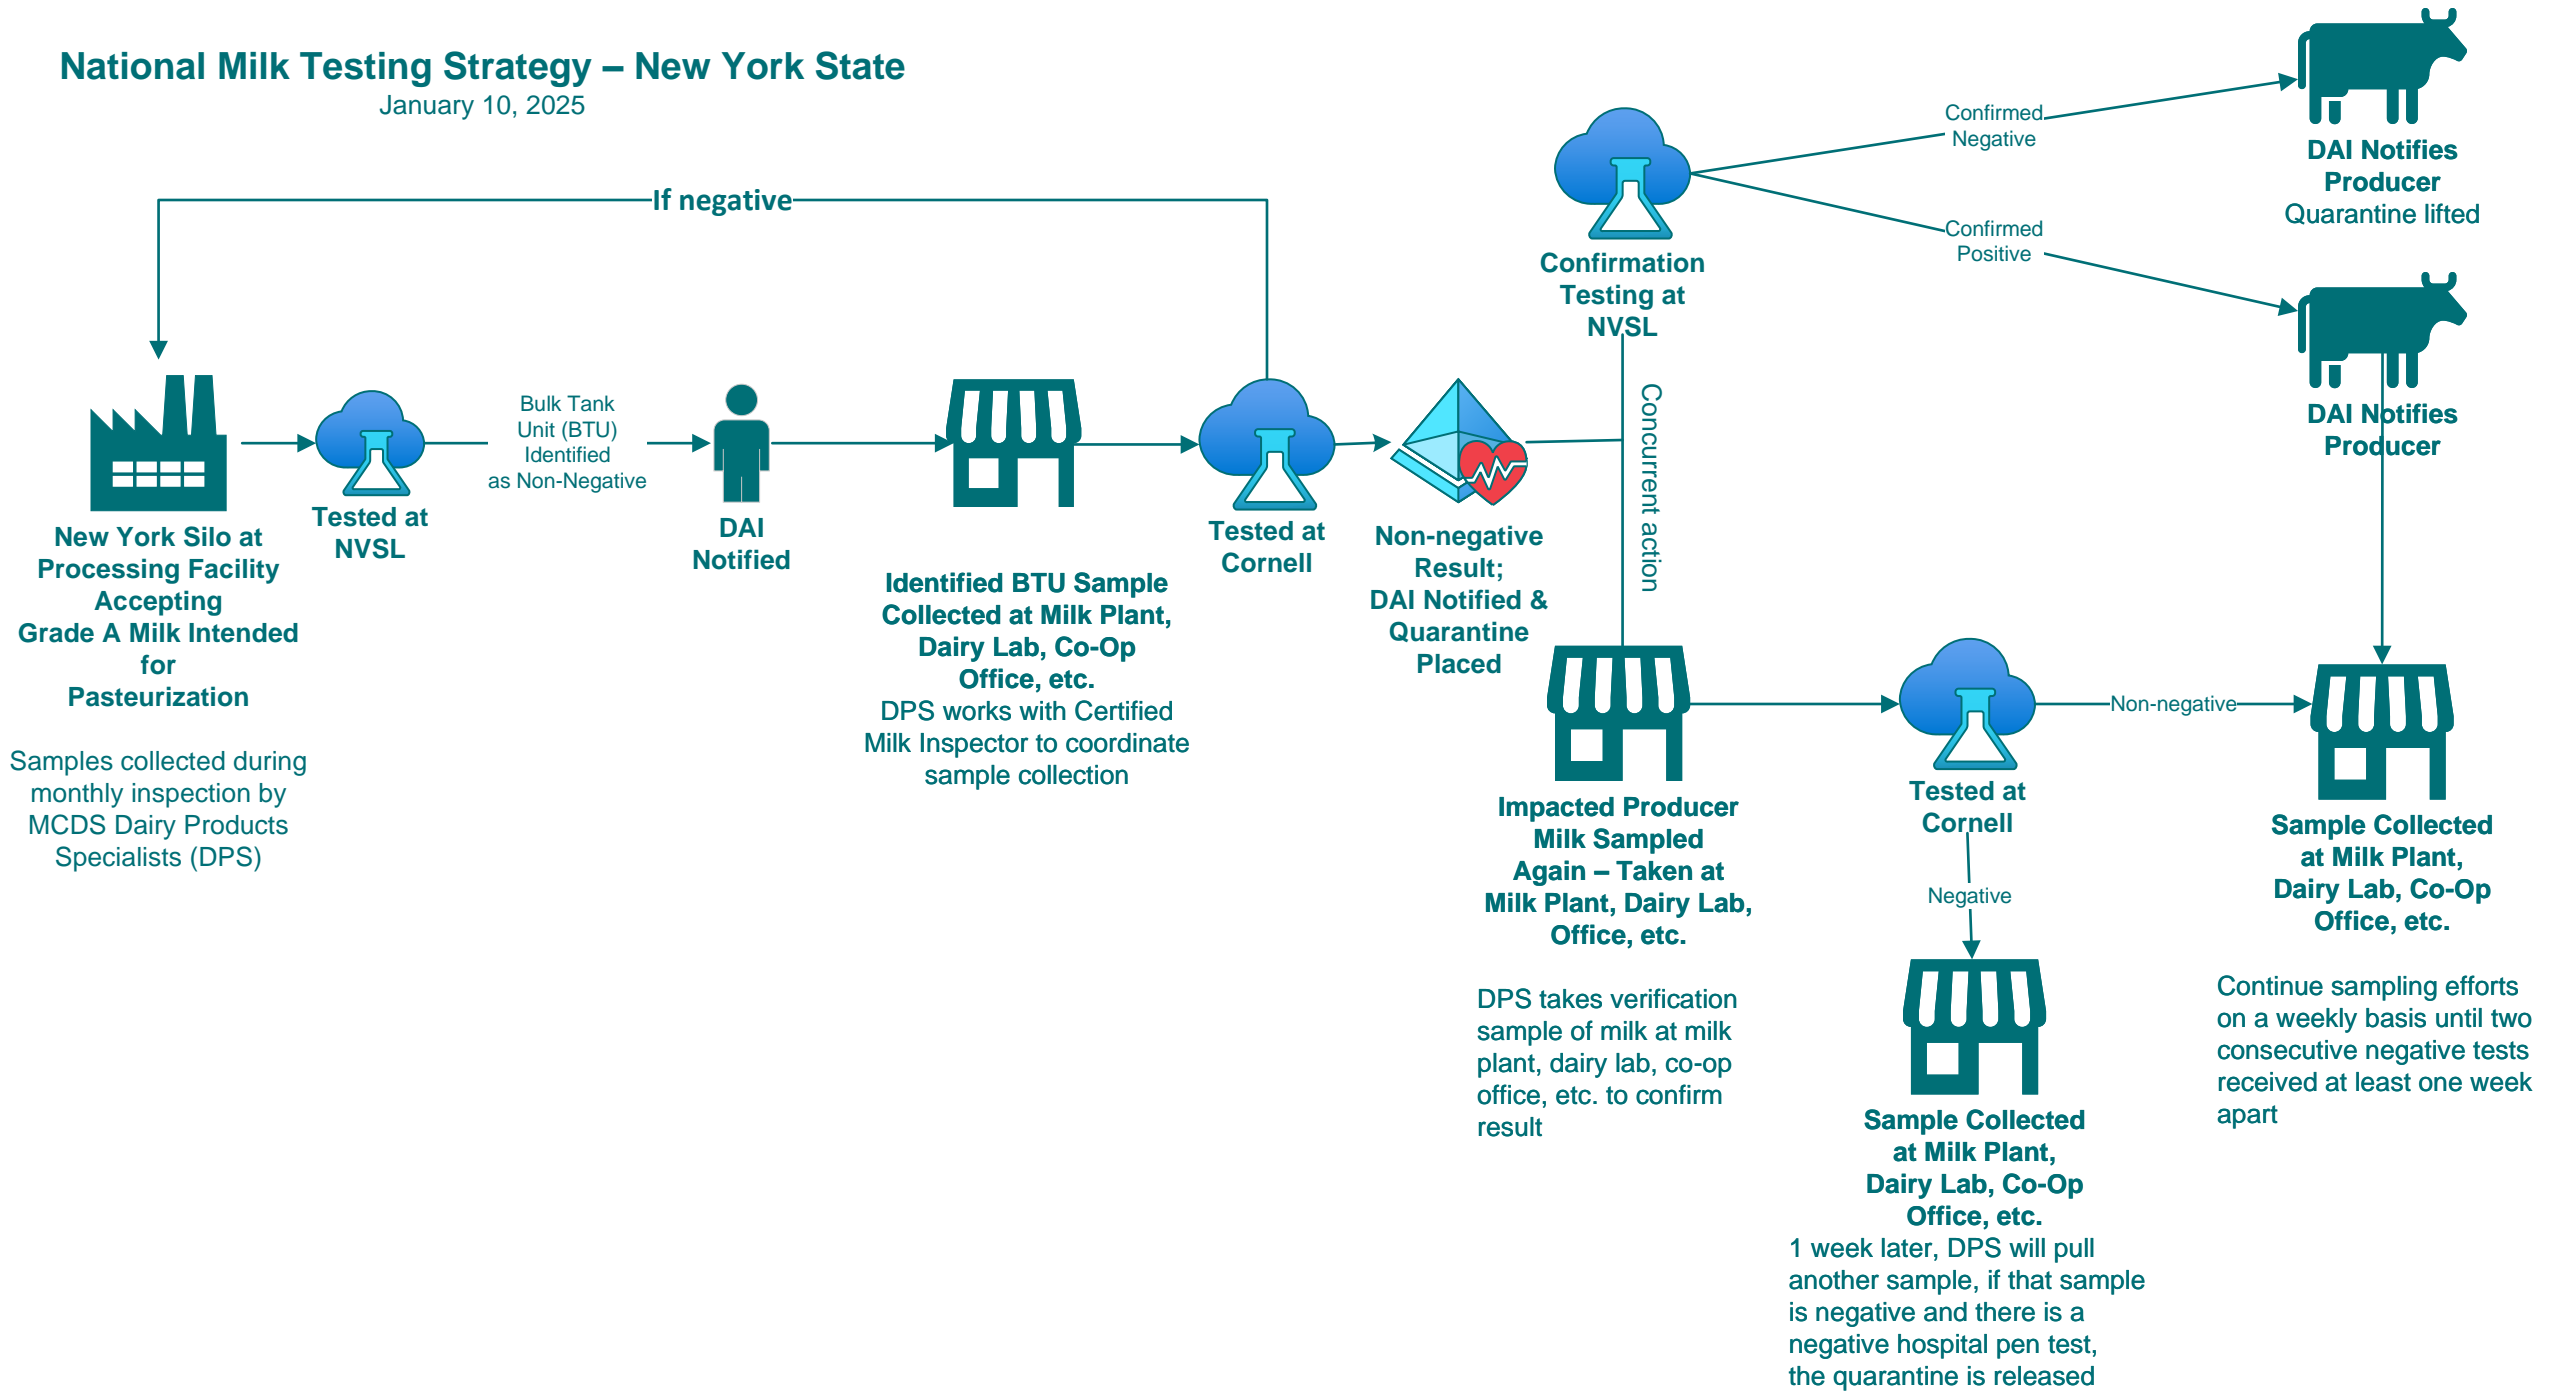 National Milk Testing Strategy – New York State
January 10, 2025
If negative
New York Silo at
Processing Facility
Accepting
Grade A Milk Intended
for
Pasteurization
Samples collected during
monthly inspection by
MCDS Dairy Products
Specialists (DPS)
Tested at
NVSL
Bulk Tank
Unit (BTU)
Identified
as Non-Negative
DAI
Notified
Identified BTU Sample
Collected at Milk Plant,
Dairy Lab, Co-Op
Office, etc.
DPS works with Certified
Milk Inspector to coordinate
sample collection
Tested at
Cornell
Non-negative
Result;
DAI Notified &
Quarantine
Placed
Concurrent action
Confirmation
Testing at
NVSL
Confirmed
Negative
DAI Notifies
Producer
Quarantine lifted
Confirmed
Positive
DAI Notifies
Producer
Impacted Producer
Milk Sampled
Again – Taken at
Milk Plant, Dairy Lab,
Office, etc.
DPS takes verification
sample of milk at milk
plant, dairy lab, co-op
office, etc. to confirm
result
Tested at
Cornell
Non-negative
Negative
Sample Collected
at Milk Plant,
Dairy Lab, Co-Op
Office, etc.
1 week later, DPS will pull
another sample, if that sample
is negative and there is a
negative hospital pen test,
the quarantine is released
Sample Collected
at Milk Plant,
Dairy Lab, Co-Op
Office, etc.
Continue sampling efforts
on a weekly basis until two
consecutive negative tests
received at least one week
apart